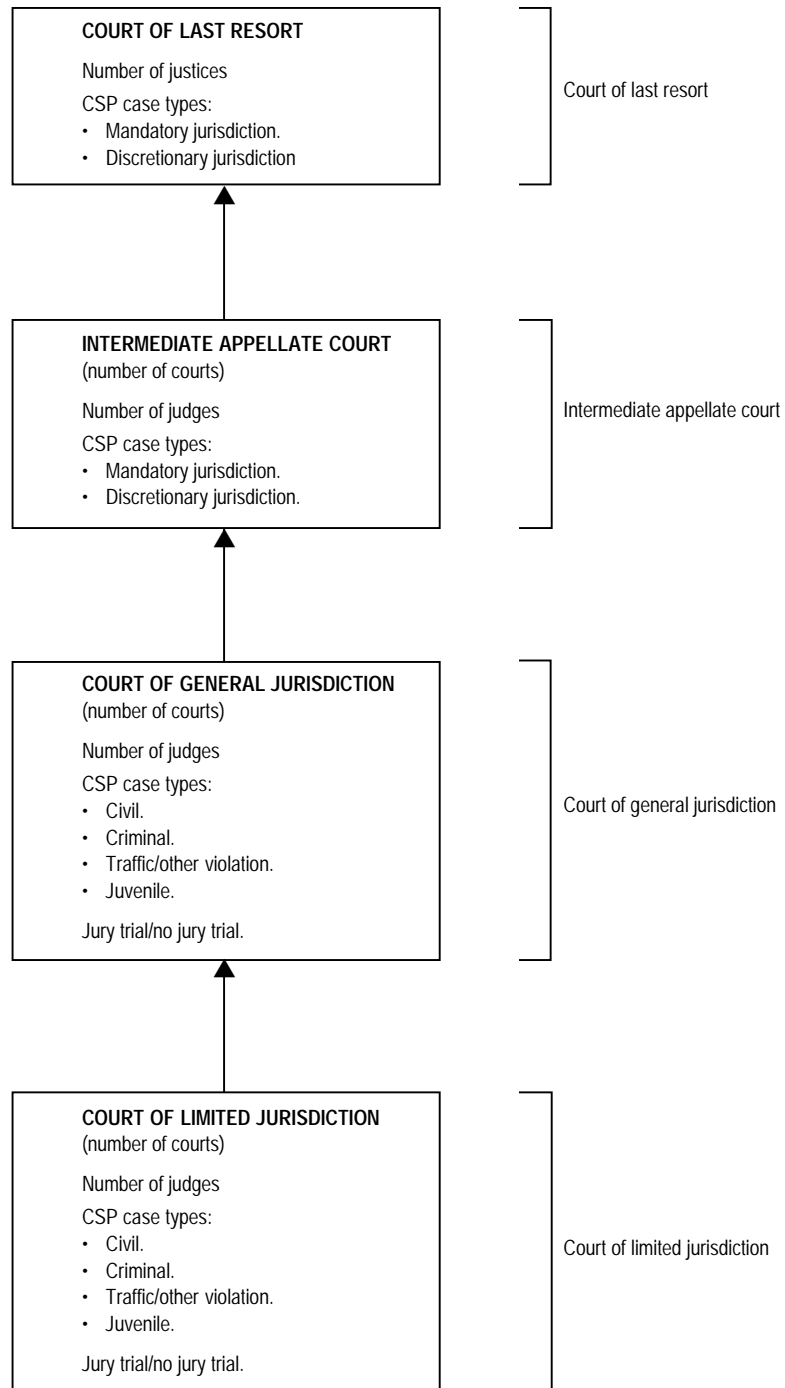 COURT OF LAST RESORT
Number of justices
CSP case types:
• Mandatory jurisdiction.
• Discretionary jurisdiction
Court of last resort
INTERMEDIATE APPELLATE COURT
(number of courts)
Number of judges
CSP case types:
• Mandatory jurisdiction.
• Discretionary jurisdiction.
Intermediate appellate court
COURT OF GENERAL JURISDICTION
(number of courts)
Number of judges
CSP case types:
• Civil.
• Criminal.
• Traffic/other violation.
• Juvenile.
Jury trial/no jury trial.
Court of general jurisdiction
COURT OF LIMITED JURISDICTION
(number of courts)
Number of judges
CSP case types:
• Civil.
• Criminal.
• Traffic/other violation.
• Juvenile.
Jury trial/no jury trial.
Court of limited jurisdiction